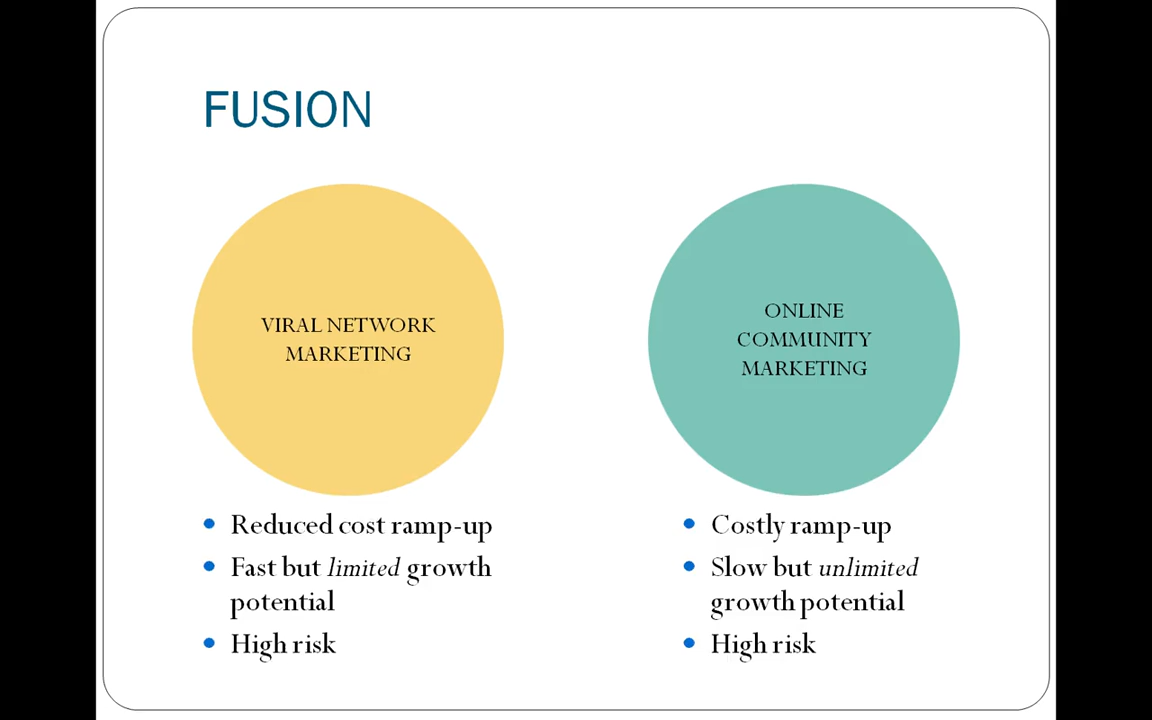 FUSION
VIRAL NETWORK
MARKETING
ONLINE
COMMUNITY
MARKETING
Reduced cost ramp-up
Fast but limited growth
potential
High risk
Costly ramp-up
Slow but unlimited
growth potential
High risk